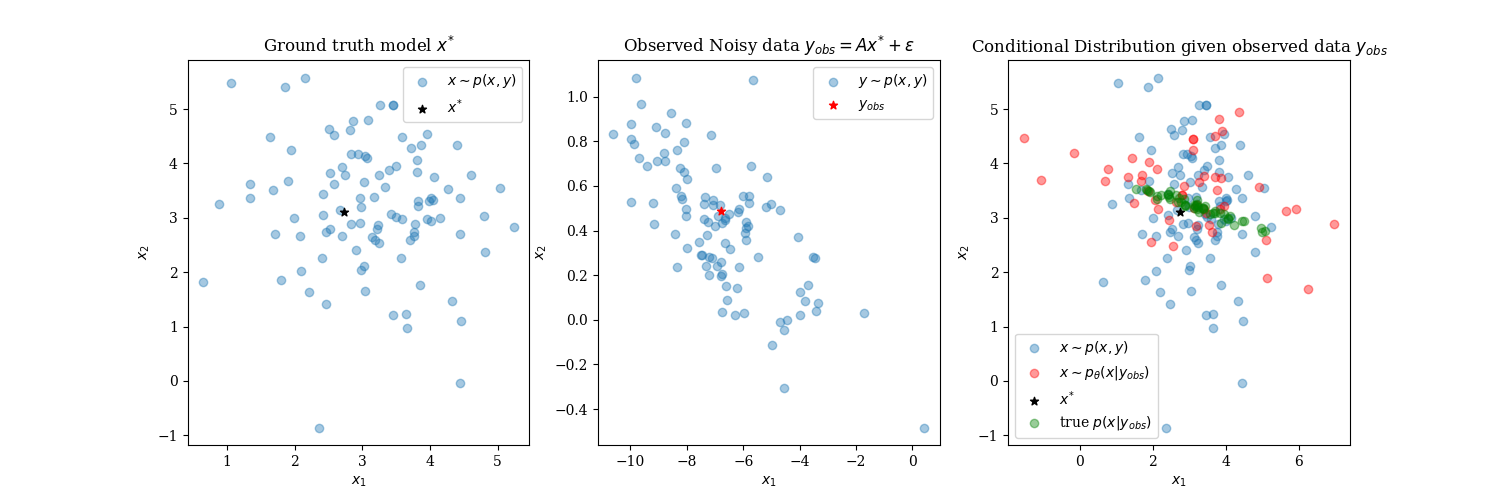 Ground truth model $x^*$
$x \sim p(x, y)$
$x^*$
5
4
3
2
1
0
−1
$x_2$
1 2 3 4 5
$x_1$
Observed Noisy data $y_{obs} = Ax^* + \varepsilon$
$y \sim p(x, y)$
$y_{obs}$
1.0
0.8
0.6
0.4
0.2
0.0
−0.2
−0.4
$x_2$
−10 −8 −6 −4 −2 0
$x_1$
Conditional Distribution given observed data $y_{obs}$
5
4
3
2
1
0
−1
$x_2$
$x \sim p(x, y)$
$x \sim p_\theta(x|y_{obs})$
$x^*$
true $p(x|y_{obs})$
0 2 4 6
$x_1$